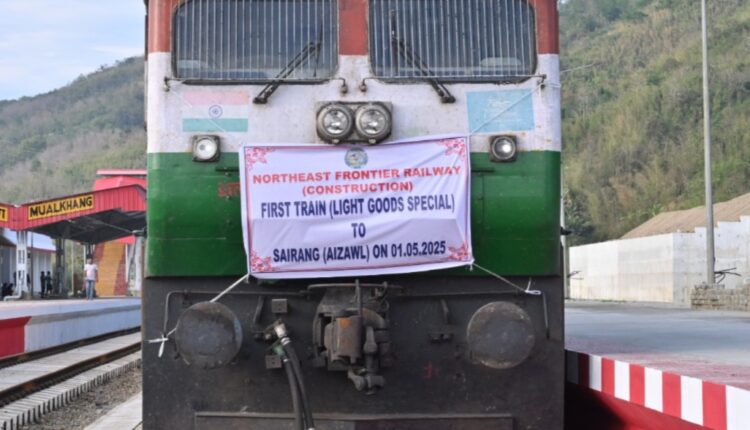 MUALKHANG
NORTHEAST FRONTIER RAILWAY
(CONSTRUCTION)
FIRST TRAIN (LIGHT GOODS SPECIAL)
TO
SAIRANG (AIZAWL) ON 01.05.2025